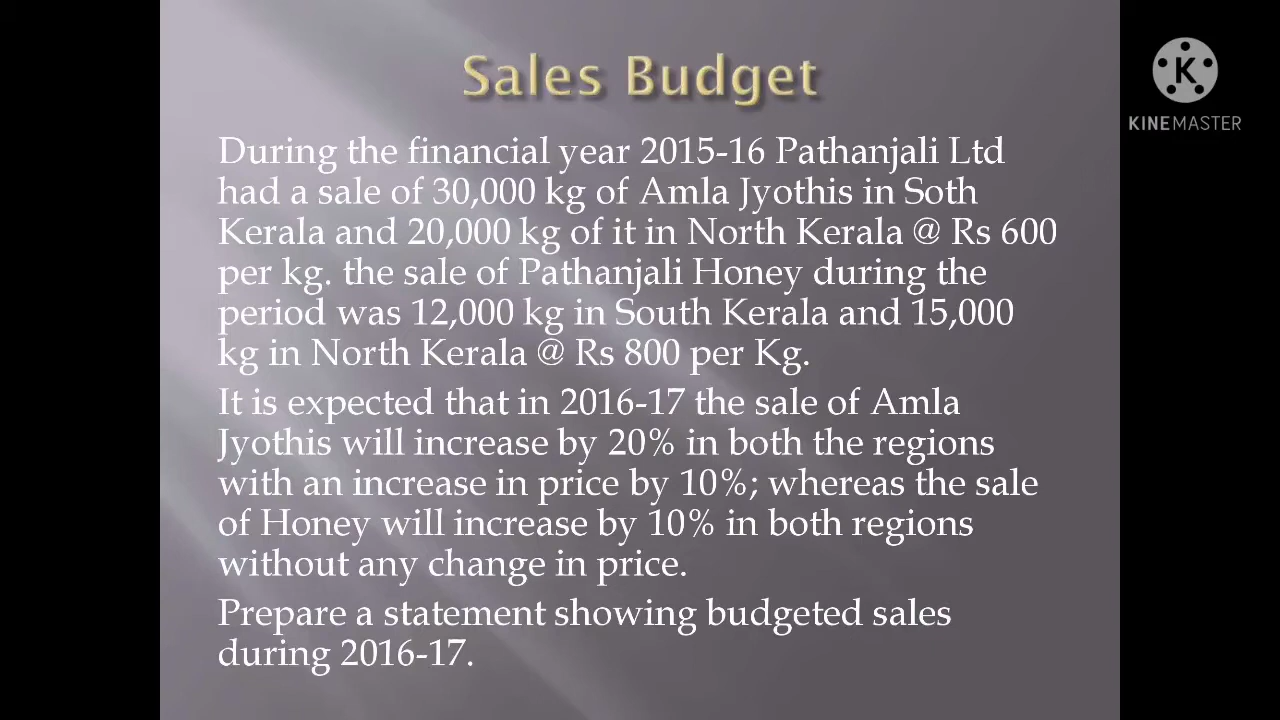 Sales Budget
K
KINEMASTER
During the financial year 2015-16 Pathanjali Ltd
had a sale of 30,000 kg of Amla Jyothis in Soth
Kerala and 20,000 kg of it in North Kerala @ Rs 600
per kg. the sale of Pathanjali Honey during the
period was 12,000 kg in South Kerala and 15,000
kg in North Kerala @ Rs 800 per Kg.
It is expected that in 2016-17 the sale of Amla
Jyothis will increase by 20% in both the regions
with an increase in price by 10%; whereas the sale
of Honey will increase by 10% in both regions
without any change in price.
Prepare a statement showing budgeted sales
during 2016-17.